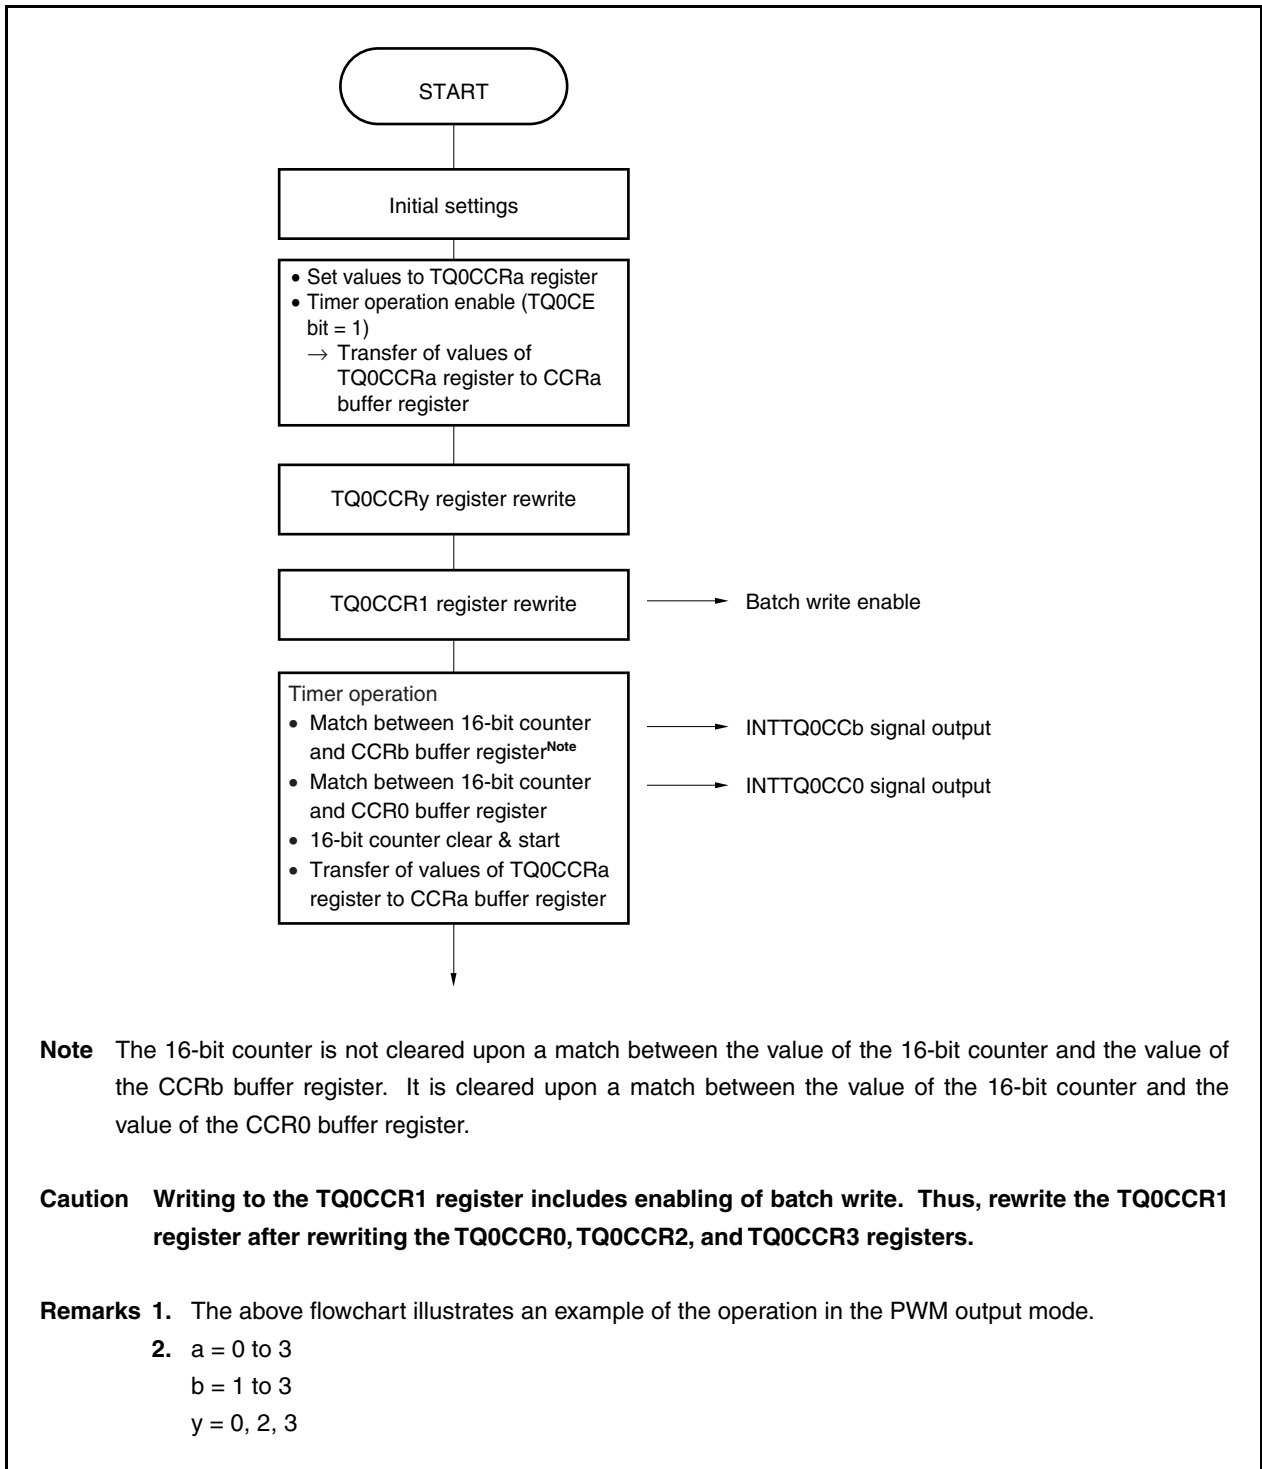 START
Initial settings
• Set values to TQ0CCRa register
• Timer operation enable (TQ0CE
bit = 1)
→ Transfer of values of
TQ0CCRa register to CCRa
buffer register
TQ0CCRy register rewrite
TQ0CCR1 register rewrite
Batch write enable
Timer operation
• Match between 16-bit counter
and CCRb buffer registerNote
INTTQ0CCb signal output
• Match between 16-bit counter
and CCR0 buffer register
INTTQ0CC0 signal output
• 16-bit counter clear & start
• Transfer of values of TQ0CCRa
register to CCRa buffer register
Note The 16-bit counter is not cleared upon a match between the value of the 16-bit counter and the value of
the CCRb buffer register. It is cleared upon a match between the value of the 16-bit counter and the
value of the CCR0 buffer register.
Caution Writing to the TQ0CCR1 register includes enabling of batch write. Thus, rewrite the TQ0CCR1
register after rewriting the TQ0CCR0, TQ0CCR2, and TQ0CCR3 registers.
Remarks 1. The above flowchart illustrates an example of the operation in the PWM output mode.
2. a = 0 to 3
b = 1 to 3
y = 0, 2, 3